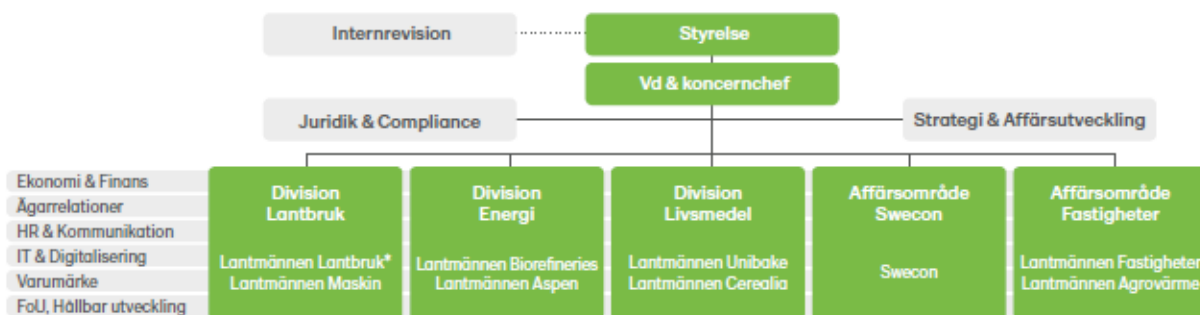 Internrevision
Styrelse
Vd & koncernchef
Juridik & Compliance
Strategi & Affärsutveckling
Ekonomi & Finans
Ägarrelationer
HR & Kommunikation
IT & Digitalisering
Varumärke
FoU, Hållbar utveckling
Division
Lantbruk
Lantmännen Lantbruk*
Lantmännen Maskin
Division
Energi
Lantmännen Biorefineries
Lantmännen Aspen
Division
Livsmedel
Lantmännen Unibake
Lantmännen Cerealia
Affärsområde
Swecon
Swecon
Affärsområde
Fastigheter
Lantmännen Fastigheter
Lantmännen Agrovärme